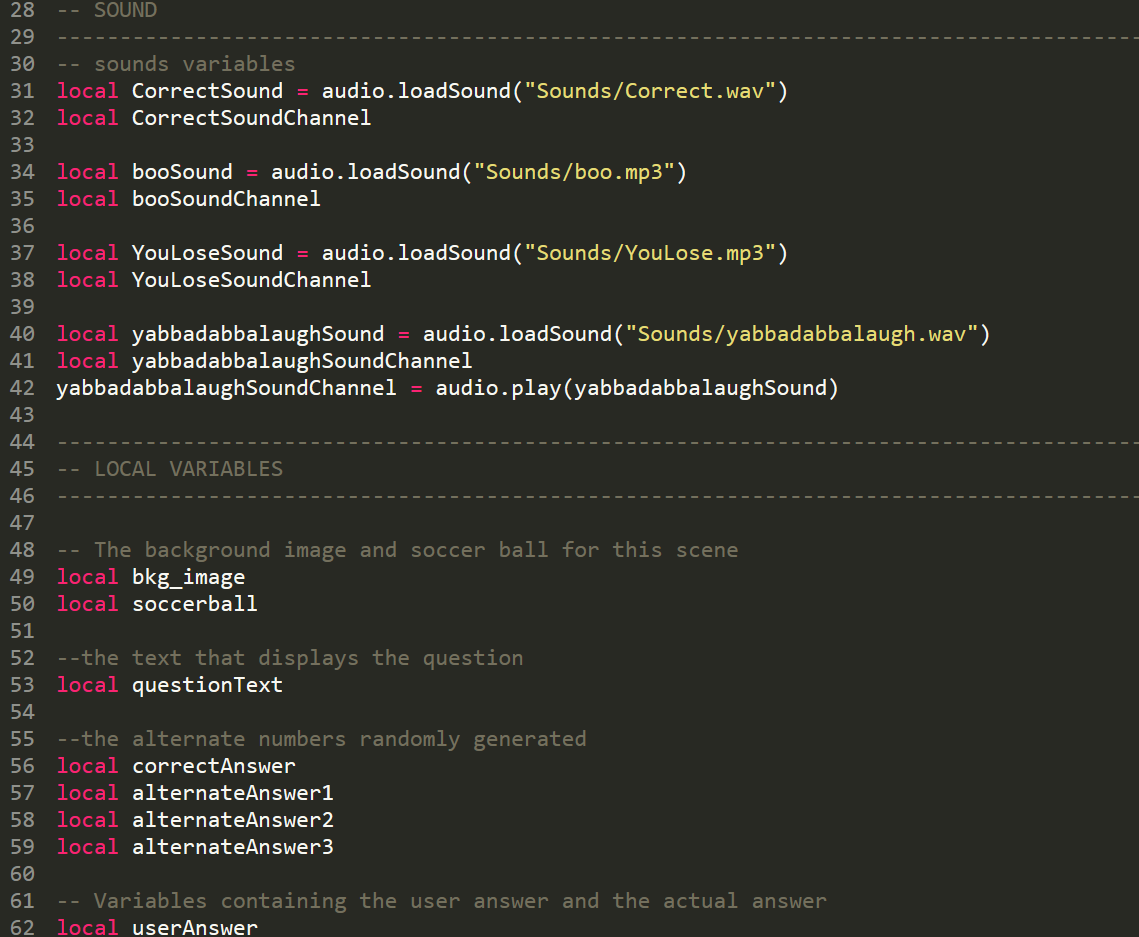 28 -- SOUND
29 --------------------------------------------------------------------------------------
30 -- sounds variables
31 local CorrectSound = audio.loadSound("Sounds/Correct.wav")
32 local CorrectSoundChannel
33
34 local booSound = audio.loadSound("Sounds/boo.mp3")
35 local booSoundChannel
36
37 local YouLoseSound = audio.loadSound("Sounds/YouLose.mp3")
38 local YouLoseSoundChannel
39
40 local yabbadabbalaughSound = audio.loadSound("Sounds/yabbadabbalaugh.wav")
41 local yabbadabbalaughSoundChannel
42 yabbadabbalaughSoundChannel = audio.play(yabbadabbalaughSound)
43
44 --------------------------------------------------------------------------------------
45 -- LOCAL VARIABLES
46 --------------------------------------------------------------------------------------
47
48 -- The background image and soccer ball for this scene
49 local bkg_image
50 local soccerball
51
52 --the text that displays the question
53 local questionText
54
55 --the alternate numbers randomly generated
56 local correctAnswer
57 local alternateAnswer1
58 local alternateAnswer2
59 local alternateAnswer3
60
61 -- Variables containing the user answer and the actual answer
62 local userAnswer